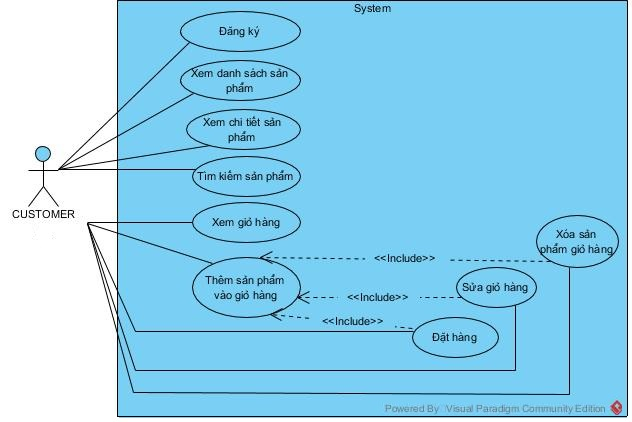 System
Đăng ký
Xem danh sách sản
phẩm
Xem chi tiết sản
phẩm
Tìm kiếm sản phẩm
CUSTOMER
Xem giỏ hàng
Xóa sản
phẩm giỏ hàng
<<Include>>
Thêm sản phẩm
vào giỏ hàng
Sửa giỏ hàng
<<Include>>
<<Include>>
Đặt hàng
Powered By Visual Paradigm Community Edition